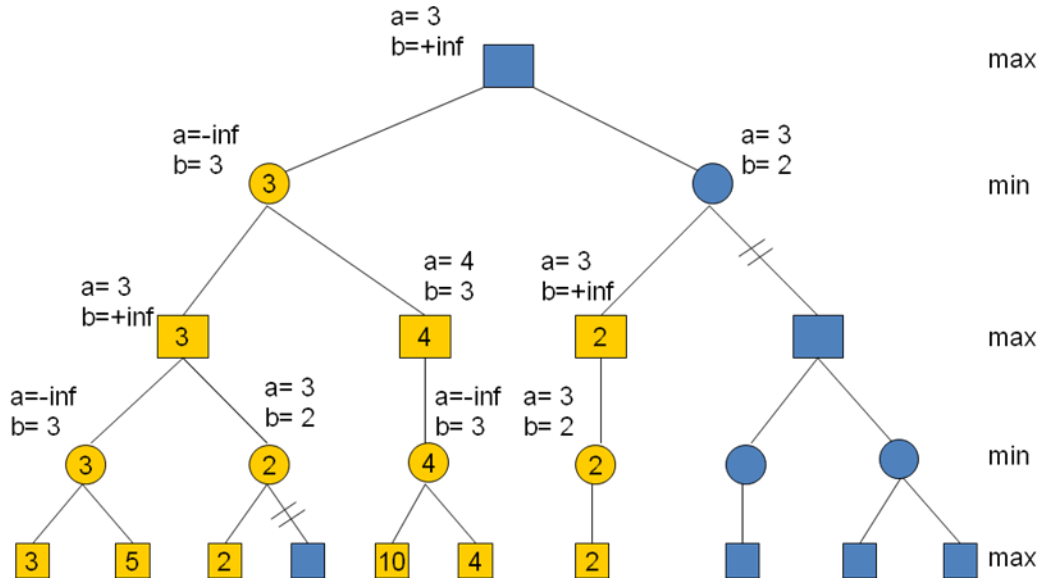 a= 3
b=+inf
max
a=-inf
b= 3
3
a= 3
b= 2
min
a= 3
b=+inf
3
a= 4
b= 3
4
a= 3
b=+inf
2
max
a=-inf
b= 3
3
a= 3
b= 2
2
a=-inf
b= 3
4
a= 3
b= 2
2
min
3
5
2
10
4
2
max